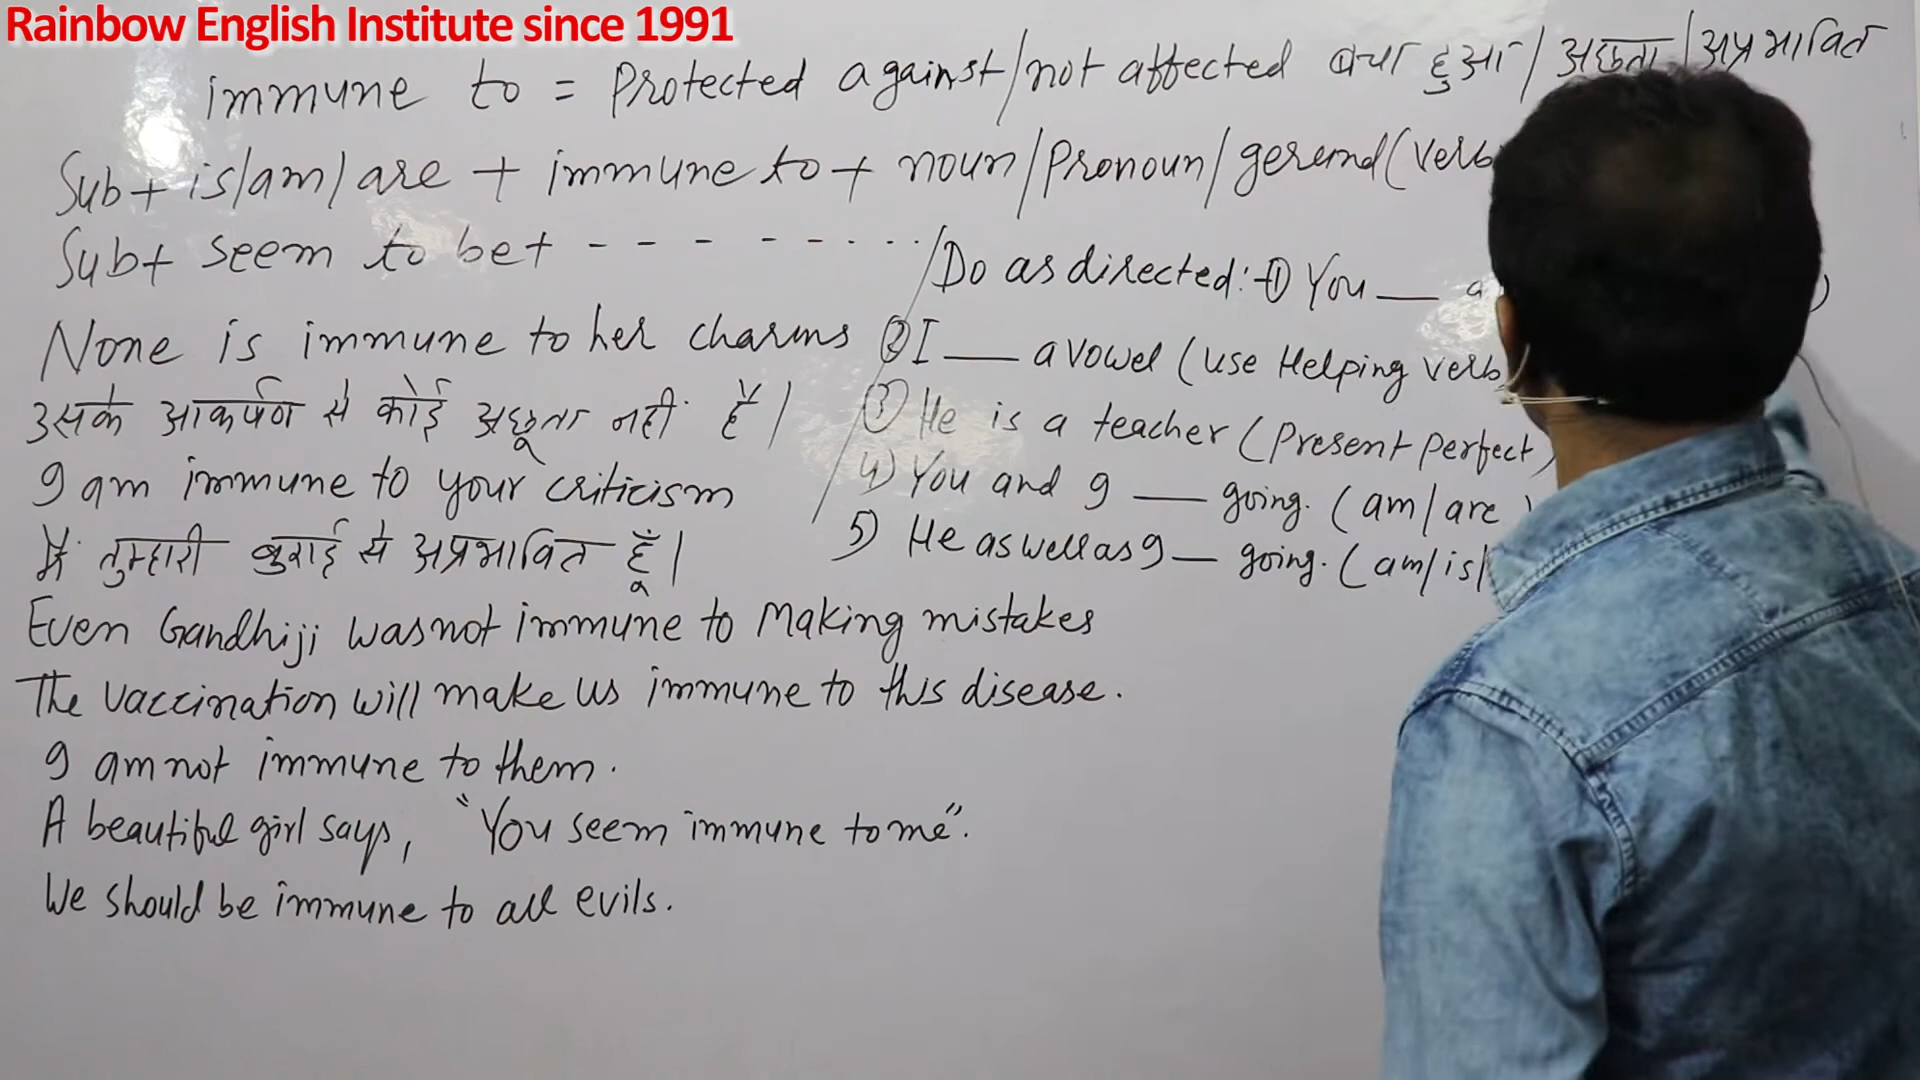 Rainbow English Institute since 1991
immune to = Protected against/not affected बचा हुआ/अछूता/अप्रभावित
Sub + is/am/are + immune to + noun/Pronoun/gerund (Verb
Sub + seem to be + - - - - - - - - -
None is immune to her charms
उसके आकर्षण से कोई अछूता नहीं है।
I am immune to your criticism
मैं तुम्हारी बुराई से अप्रभावित हूँ।
Even Gandhiji was not immune to making mistakes
The vaccination will make us immune to this disease.
I am not immune to them.
A beautiful girl says, "You seem immune to me".
We should be immune to all evils.
Do as directed:- ① You ___ a )
② I ___ a vowel (use Helping verb
③ He is a teacher (Present perfect)
4) You and I ___ going. (am/are )
5) He as well as I ___ going. (am/is/